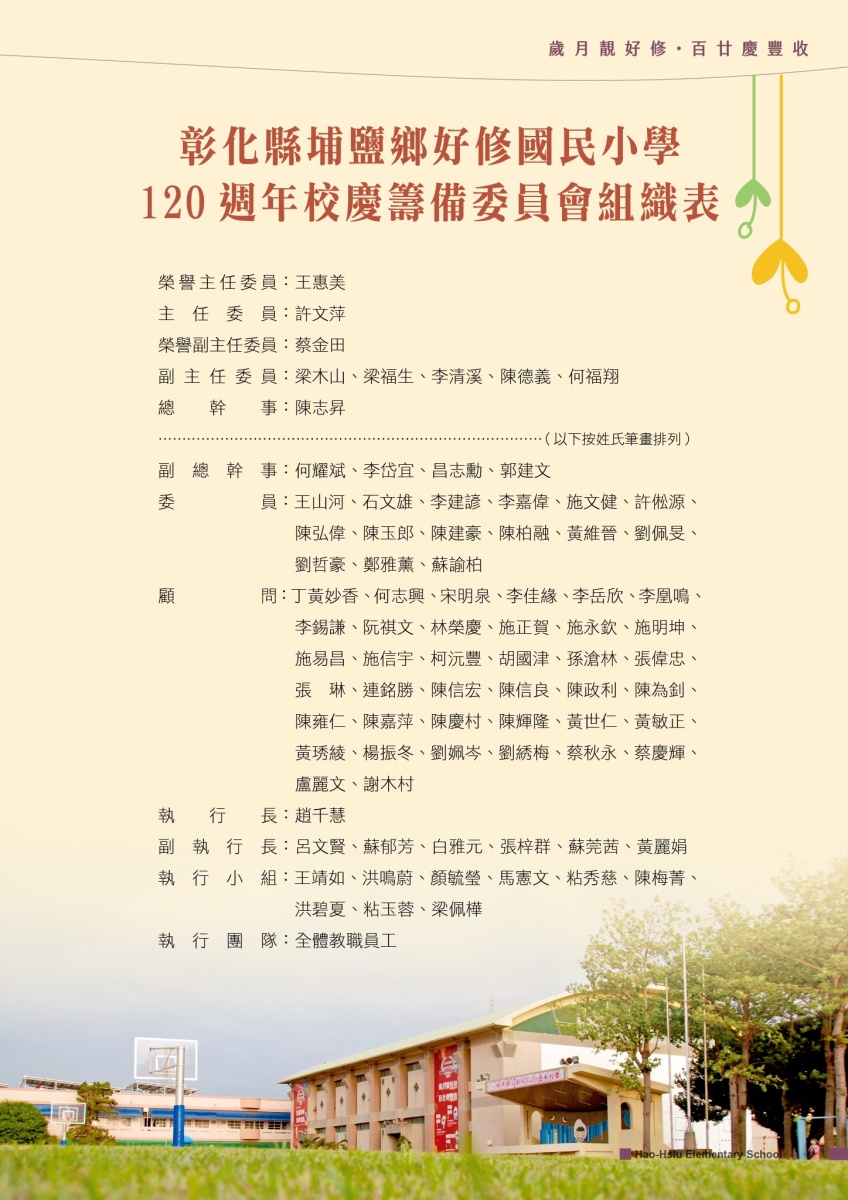 歲月靚好修•百廿慶豐收
彰化縣埔鹽鄉好修國民小學
120 週年校慶籌備委員會組織表
榮譽主任委員：王惠美
主任委員：許文萍
榮譽副主任委員：蔡金田
副主任委員：梁木山、梁福生、李清溪、陳德義、何福翔
總幹事：陳志昇
（以下按姓氏筆畫排列）
副總幹事：何耀斌、李岱宜、昌志勳、郭建文
委員：王山河、石文雄、李建諺、李嘉偉、施文健、許倯源、
陳弘偉、陳玉郎、陳建豪、陳柏融、黃維晉、劉佩旻、
劉哲豪、鄭雅薰、蘇諭柏
顧問：丁黃妙香、何志興、宋明泉、李佳緣、李岳欣、李凰鳴、
李錫謙、阮祺文、林榮慶、施正賀、施永欽、施明坤、
施易昌、施信宇、柯沅豐、胡國津、孫滄林、張偉忠、
張　琳、連銘勝、陳信宏、陳信良、陳政利、陳為釗、
陳雍仁、陳嘉萍、陳慶村、陳輝隆、黃世仁、黃敏正、
黃琇綾、楊振冬、劉姵岑、劉綉梅、蔡秋永、蔡慶輝、
盧麗文、謝木村
執行長：趙千慧
副執行長：呂文賢、蘇郁芳、白雅元、張梓群、蘇莞茜、黃麗娟
執行小組：王靖如、洪鳴蔚、顏毓瑩、馬憲文、粘秀慈、陳梅菁、
洪碧夏、粘玉蓉、梁佩樺
執行團隊：全體教職員工
Hao-Hsiu Elementary School